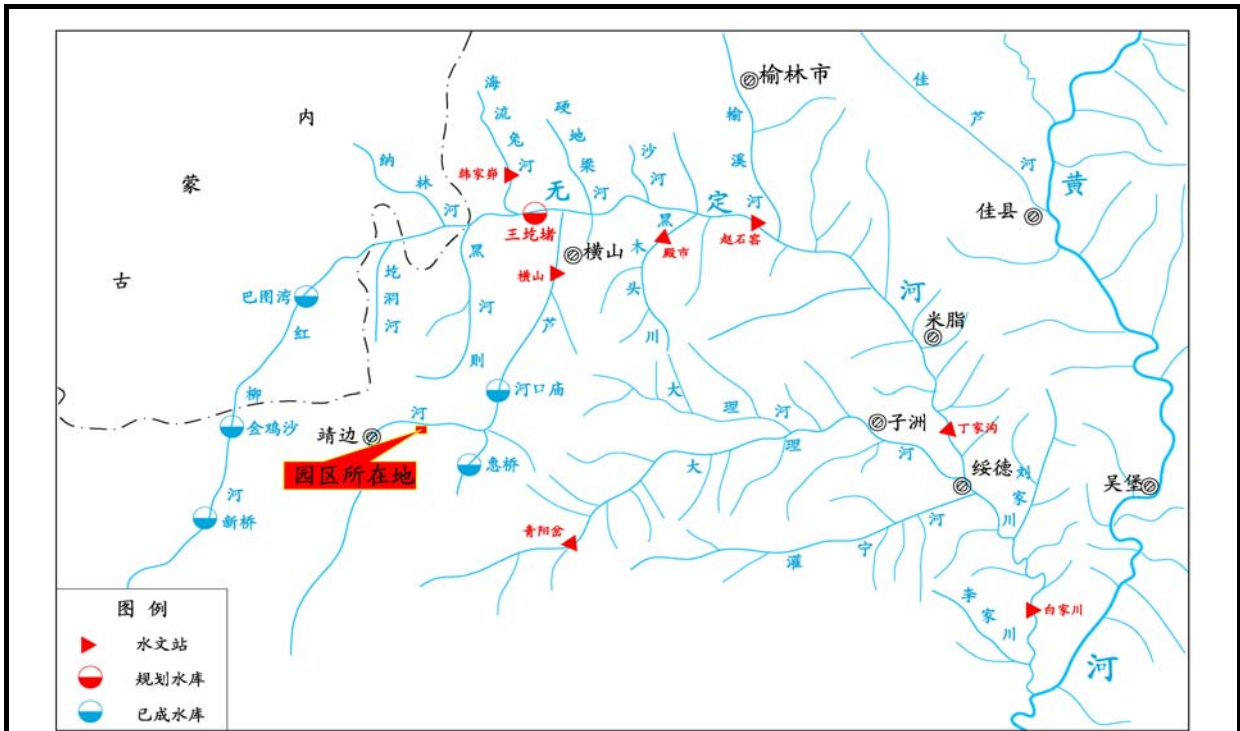 内
蒙
古
纳
林
河
海
流
兔
河
硬
地
梁
河
沙
河
榆
溪
河
榆林市
佳
芦
河
黄
河
佳县
韩家峁
无
定
河
王圪堵
横山
横山
黑
木
头
川
殿市
赵石窑
巴图湾
圪
洞
河
黑
河
则
芦
河
红
柳
河
河口庙
米脂
大
理
河
大
理
河
子洲
丁家沟
金鸡沙
靖边
园区所在地
惠桥
新桥
绥德
刘
家
川
吴堡
青阳岔
灌
宁
河
李
家
川
白家川
图 例
水文站
规划水库
已成水库